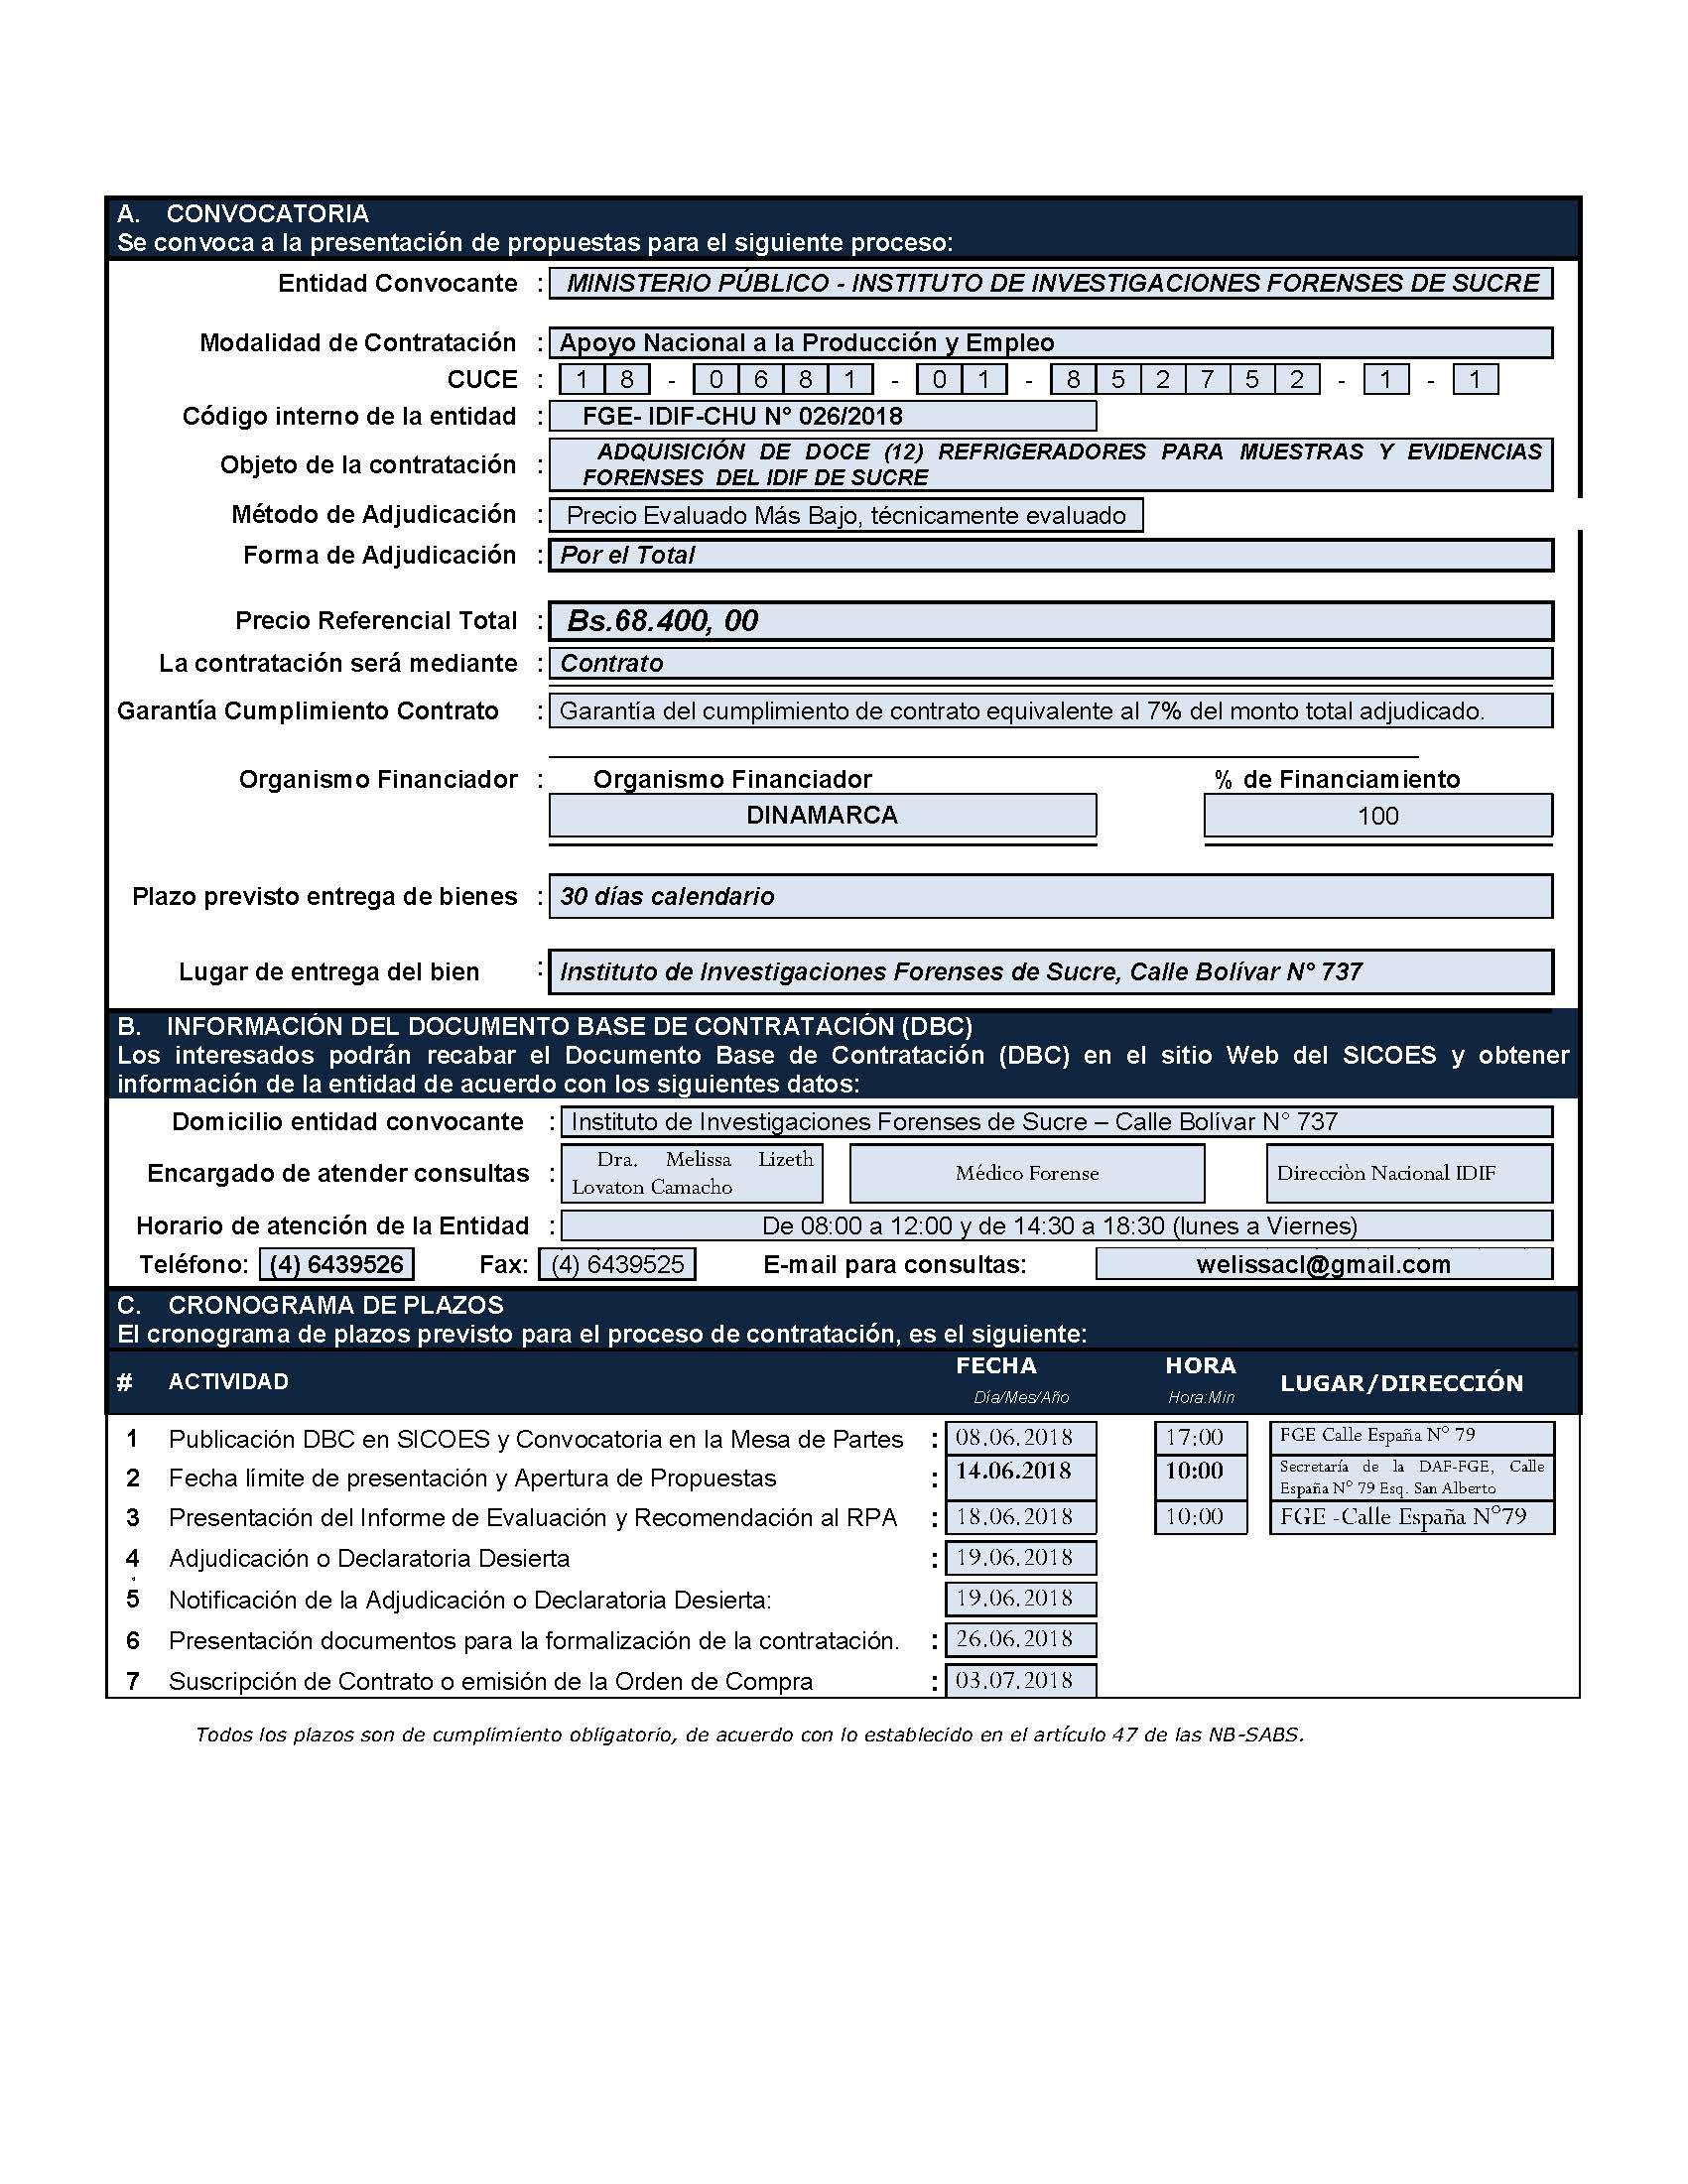 A. CONVOCATORIA
Se convoca a la presentación de propuestas para el siguiente proceso:
Entidad Convocante : MINISTERIO PÚBLICO - INSTITUTO DE INVESTIGACIONES FORENSES DE SUCRE
Modalidad de Contratación : Apoyo Nacional a la Producción y Empleo
CUCE : 1 8 - 0 6 8 1 - 0 1 - 8 5 2 7 5 2 - 1 - 1
Código interno de la entidad : FGE- IDIF-CHU N° 026/2018
Objeto de la contratación : ADQUISICIÓN DE DOCE (12) REFRIGERADORES PARA MUESTRAS Y EVIDENCIAS
FORENSES DEL IDIF DE SUCRE
Método de Adjudicación : Precio Evaluado Más Bajo, técnicamente evaluado
Forma de Adjudicación : Por el Total
Precio Referencial Total : Bs.68.400, 00
La contratación será mediante : Contrato
Garantía Cumplimiento Contrato : Garantía del cumplimiento de contrato equivalente al 7% del monto total adjudicado.
Organismo Financiador : Organismo Financiador % de Financiamiento
DINAMARCA 100
Plazo previsto entrega de bienes : 30 días calendario
Lugar de entrega del bien : Instituto de Investigaciones Forenses de Sucre, Calle Bolívar N° 737
B. INFORMACIÓN DEL DOCUMENTO BASE DE CONTRATACIÓN (DBC)
Los interesados podrán recabar el Documento Base de Contratación (DBC) en el sitio Web del SICOES y obtener
información de la entidad de acuerdo con los siguientes datos:
Domicilio entidad convocante : Instituto de Investigaciones Forenses de Sucre – Calle Bolívar N° 737
Encargado de atender consultas : Dra. Melissa Lizeth
Lovaton Camacho Médico Forense Direcciòn Nacional IDIF
Horario de atención de la Entidad : De 08:00 a 12:00 y de 14:30 a 18:30 (lunes a Viernes)
Teléfono: (4) 6439526 Fax: (4) 6439525 E-mail para consultas: welissacl@gmail.com
C. CRONOGRAMA DE PLAZOS
El cronograma de plazos previsto para el proceso de contratación, es el siguiente:
# ACTIVIDAD FECHA HORA LUGAR/DIRECCIÓN
Día/Mes/Año Hora:Min
1 Publicación DBC en SICOES y Convocatoria en la Mesa de Partes : 08.06.2018 17:00 FGE Calle España N° 79
2 Fecha límite de presentación y Apertura de Propuestas : 14.06.2018 10:00 Secretaría de la DAF-FGE, Calle
España N° 79 Esq. San Alberto
3 Presentación del Informe de Evaluación y Recomendación al RPA : 18.06.2018 10:00 FGE -Calle España N°79
4 Adjudicación o Declaratoria Desierta : 19.06.2018
5 Notificación de la Adjudicación o Declaratoria Desierta: 19.06.2018
6 Presentación documentos para la formalización de la contratación. : 26.06.2018
7 Suscripción de Contrato o emisión de la Orden de Compra : 03.07.2018
Todos los plazos son de cumplimiento obligatorio, de acuerdo con lo establecido en el artículo 47 de las NB-SABS.